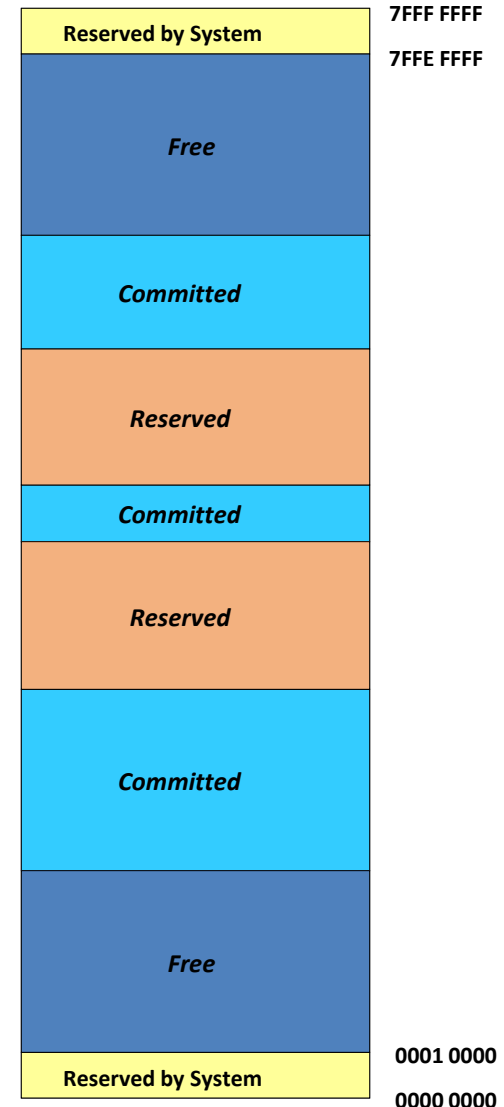 7FFF FFFF
Reserved by System
7FFE FFFF
Free
Committed
Reserved
Committed
Reserved
Committed
Free
0001 0000
Reserved by System
0000 0000